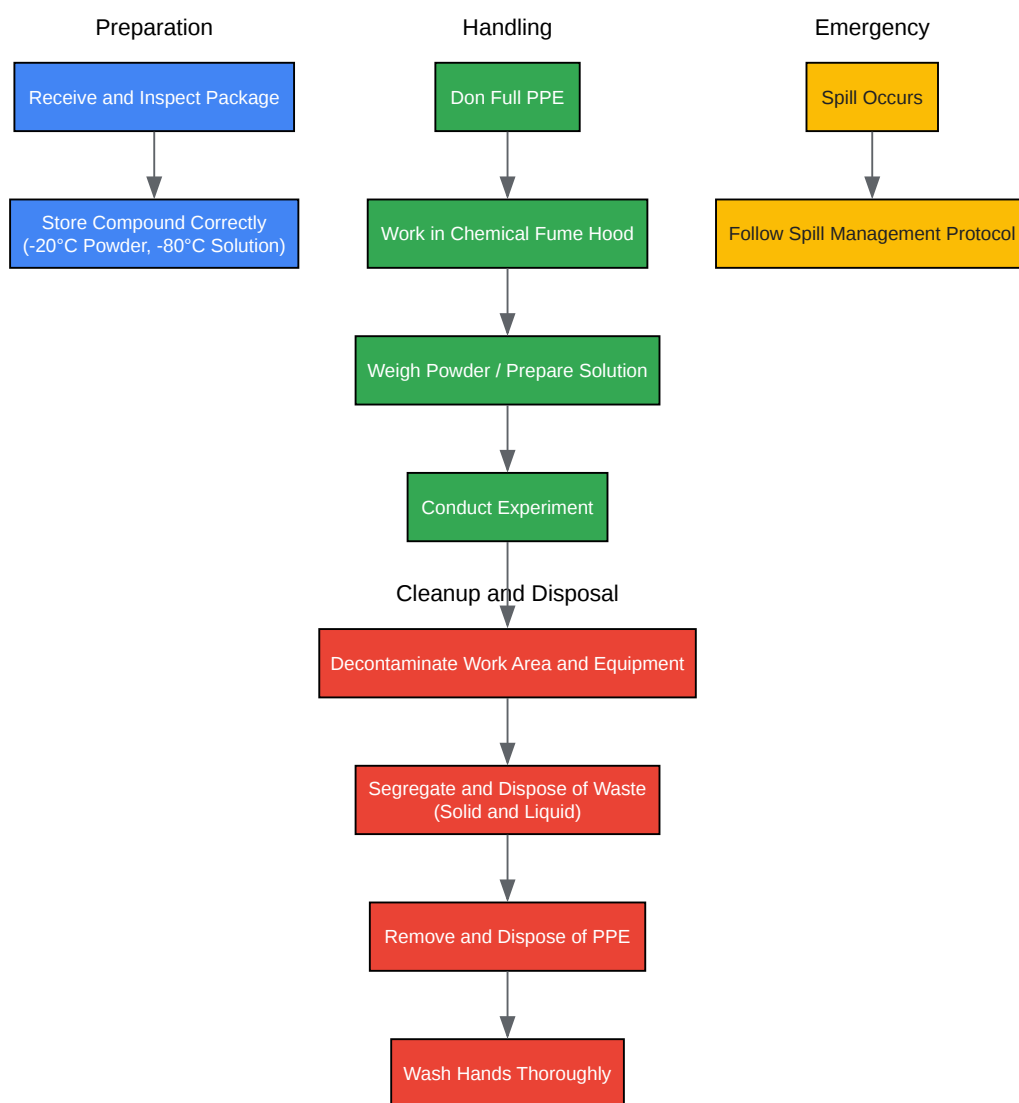 Preparation
Receive and Inspect Package
Store Compound Correctly
(-20°C Powder, -80°C Solution)
Handling
Don Full PPE
Work in Chemical Fume Hood
Weigh Powder / Prepare Solution
Conduct Experiment
Cleanup and Disposal
Decontaminate Work Area and Equipment
Segregate and Dispose of Waste
(Solid and Liquid)
Remove and Dispose of PPE
Wash Hands Thoroughly
Emergency
Spill Occurs
Follow Spill Management Protocol